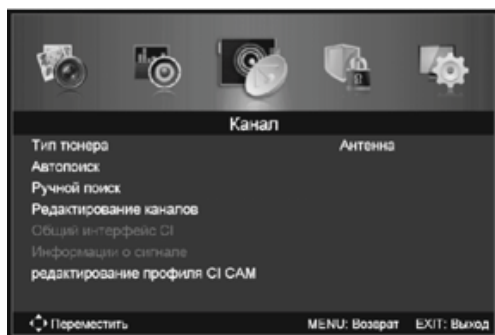 Канал
Тип тюнера Антенна
Автопоиск
Ручной поиск
Редактирование каналов
Общий интерфейс CI
Информации о сигнале
редактирование профиля CI CAM
Переместить MENU: Возврат EXIT: Выход